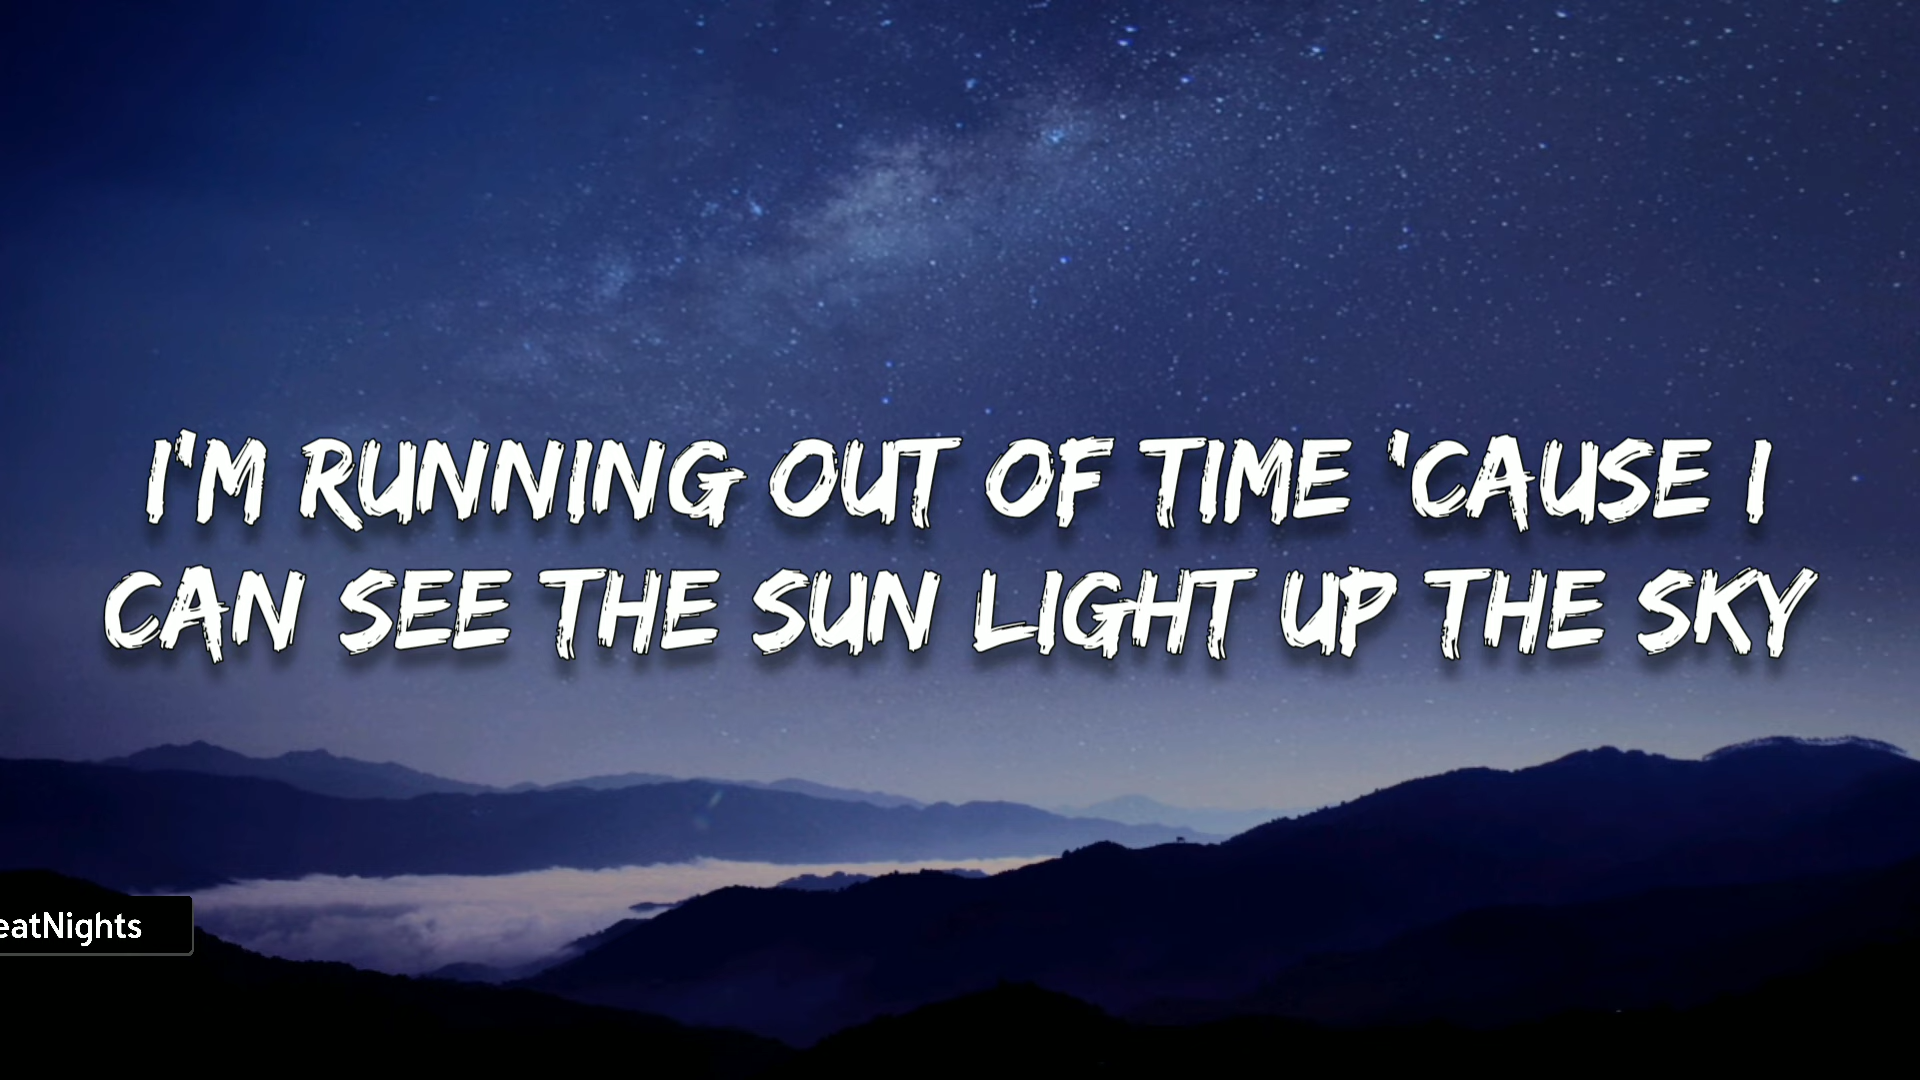 I'M RUNNING OUT OF TIME 'CAUSE I
CAN SEE THE SUN LIGHT UP THE SKY
eatNights